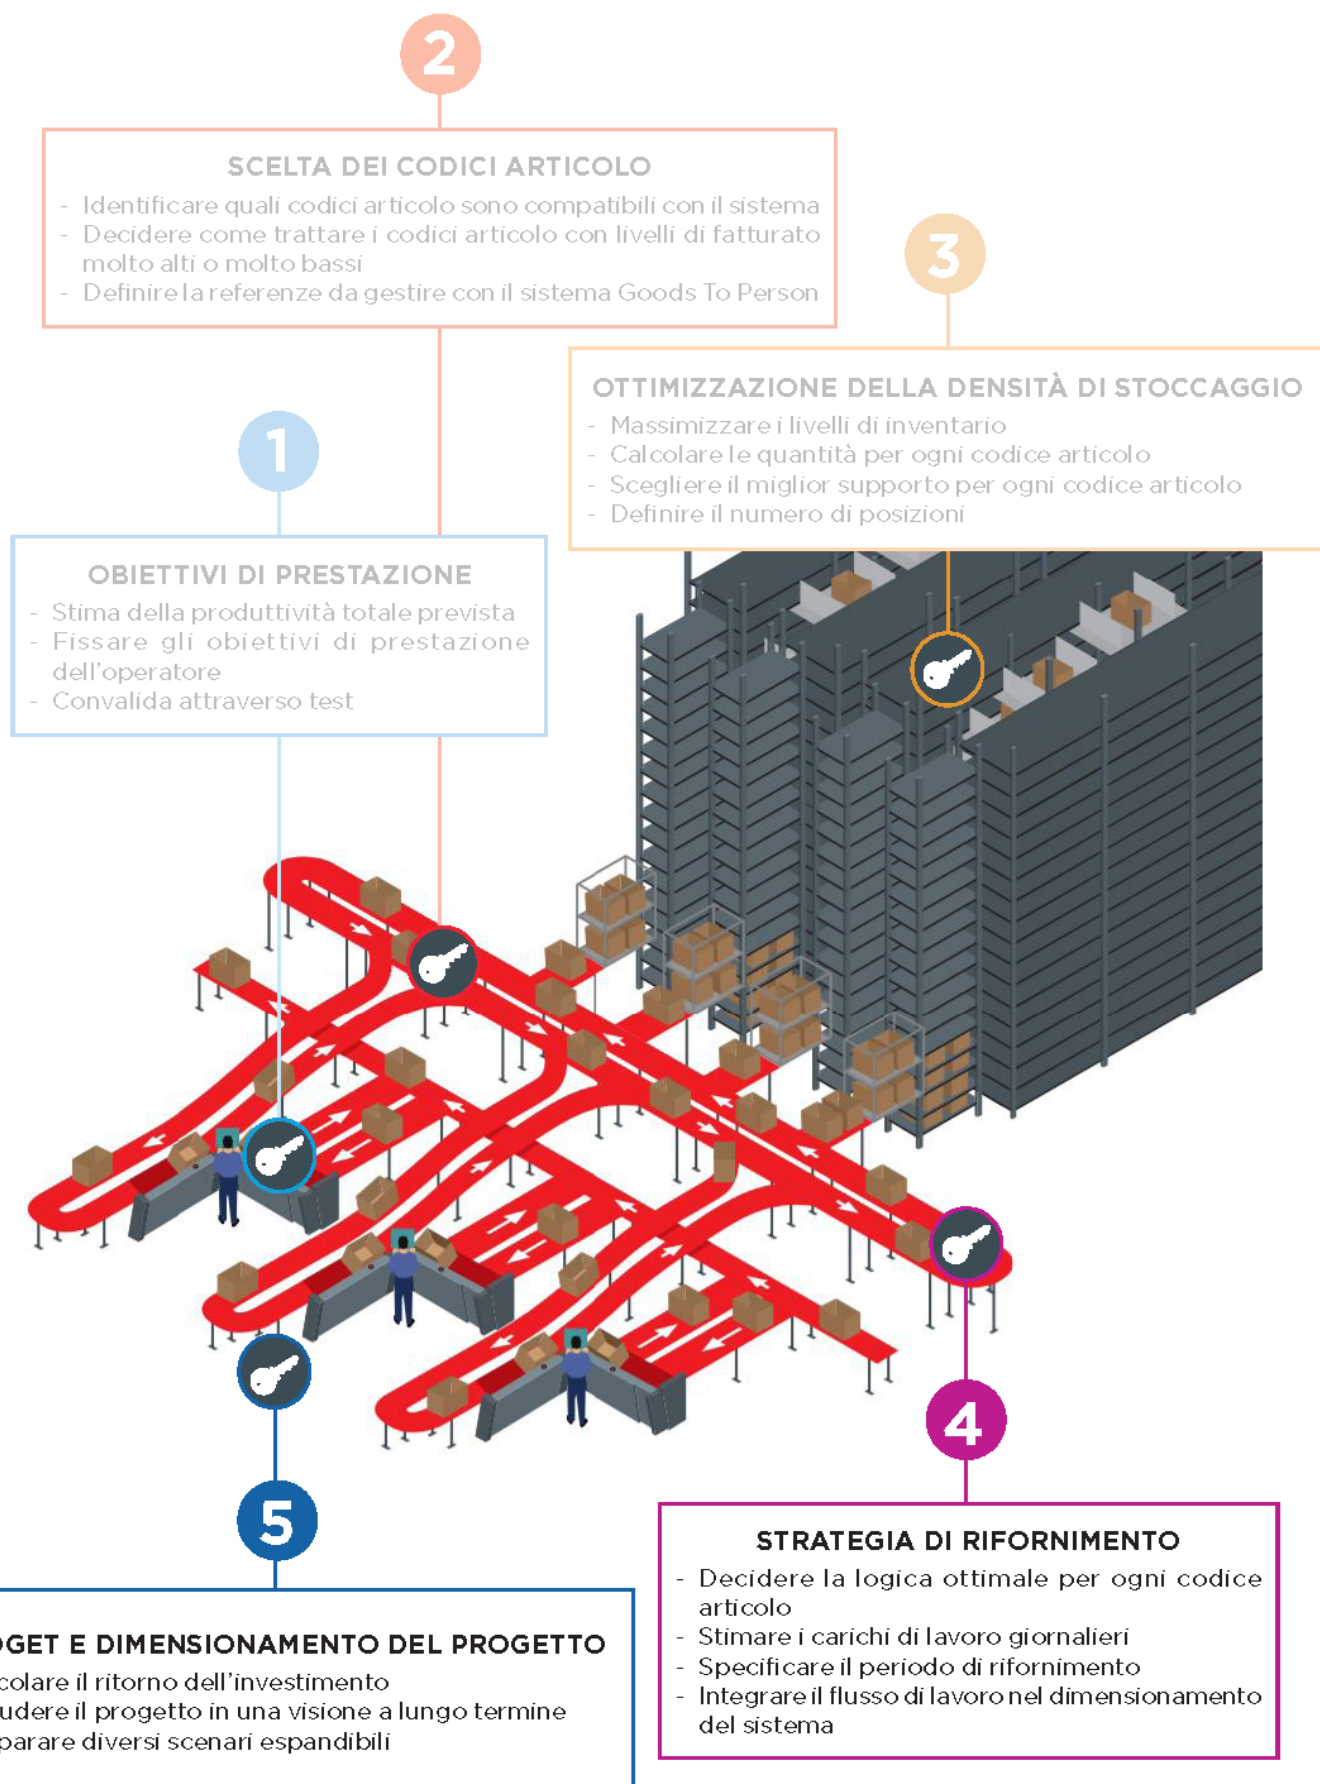 2
SCELTA DEI CODICI ARTICOLO
- Identificare quali codici articolo sono compatibili con il sistema
- Decidere come trattare i codici articolo con livelli di fatturato
molto alti o molto bassi
- Definire la referenze da gestire con il sistema Goods To Person
3
OTTIMIZZAZIONE DELLA DENSITÀ DI STOCCAGGIO
- Massimizzare i livelli di inventario
- Calcolare le quantità per ogni codice articolo
- Scegliere il miglior supporto per ogni codice articolo
- Definire il numero di posizioni
1
OBIETTIVI DI PRESTAZIONE
- Stima della produttività totale prevista
- Fissare gli obiettivi di prestazione
dell'operatore
- Convalida attraverso test
4
STRATEGIA DI RIFORNIMENTO
- Decidere la logica ottimale per ogni codice
articolo
- Stimare i carichi di lavoro giornalieri
- Specificare il periodo di rifornimento
- Integrare il flusso di lavoro nel dimensionamento
del sistema
5
GET E DIMENSIONAMENTO DEL PROGETTO
colare il ritorno dell'investimento
udere il progetto in una visione a lungo termine
parare diversi scenari espandibili